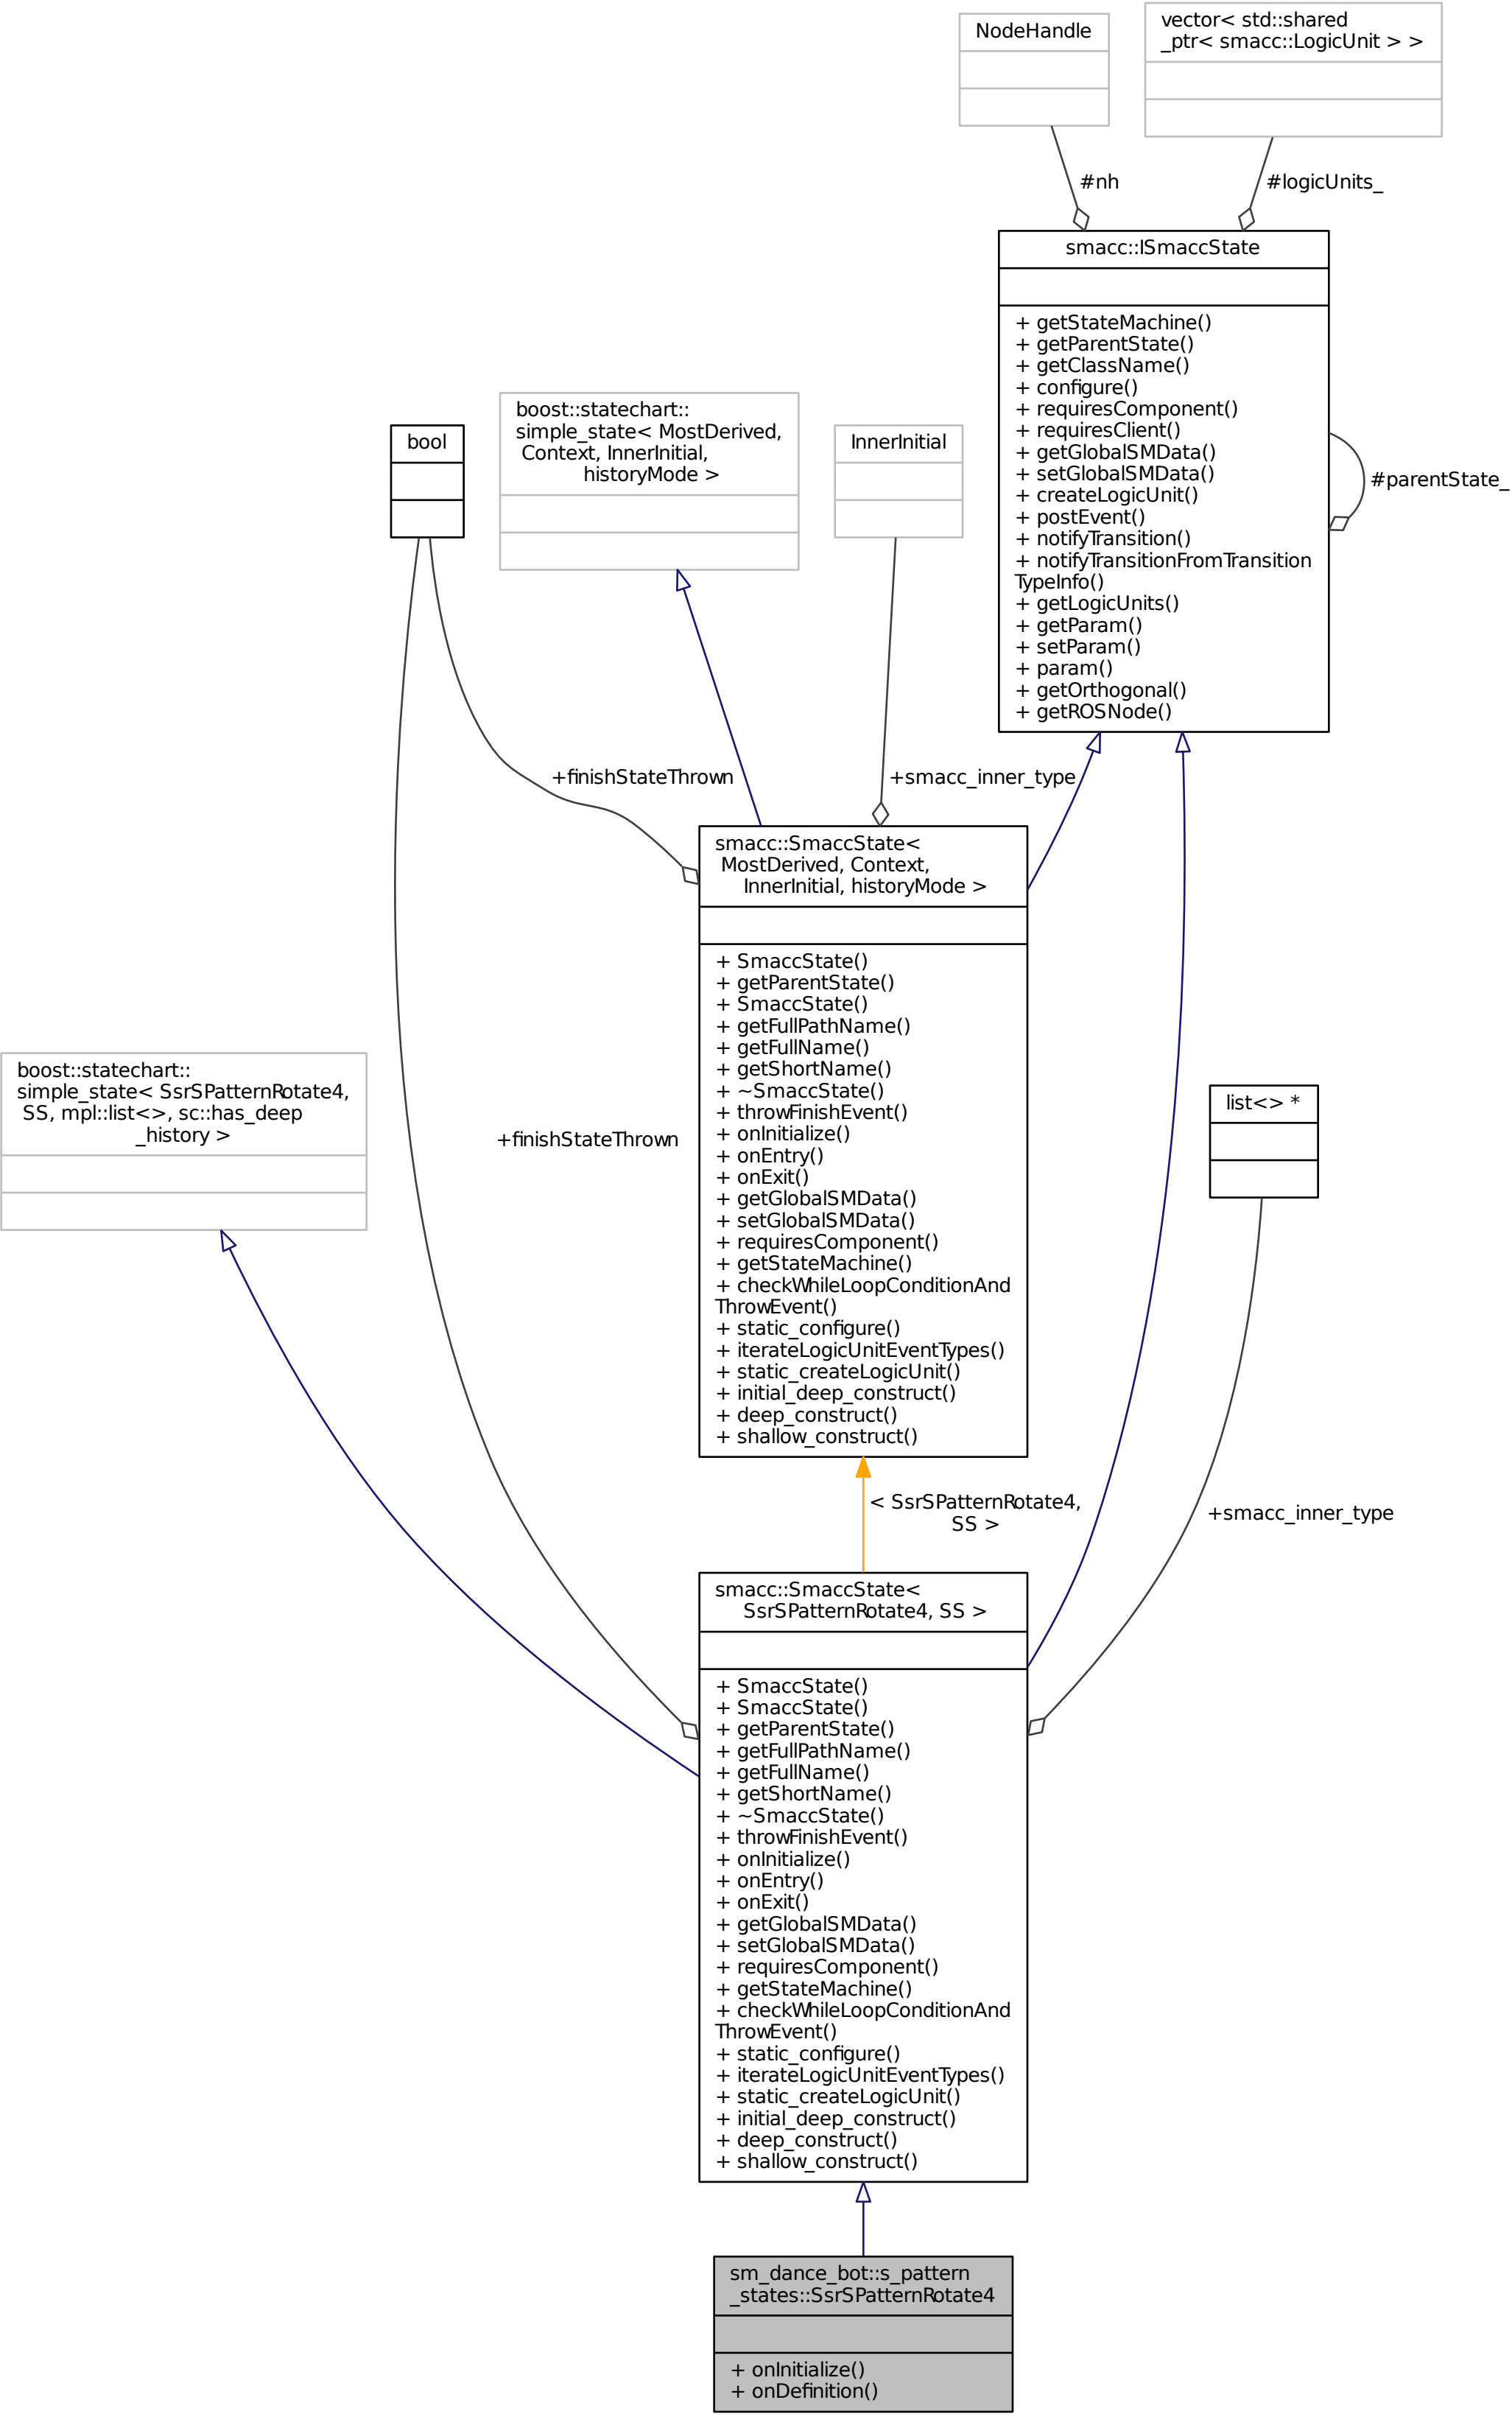 NodeHandle
vector< std::shared
_ptr< smacc::LogicUnit > >
#nh
#logicUnits_
smacc::ISmaccState
+ getStateMachine()
+ getParentState()
+ getClassName()
+ configure()
+ requiresComponent()
+ requiresClient()
+ getGlobalSMData()
+ setGlobalSMData()
+ createLogicUnit()
+ postEvent()
+ notifyTransition()
+ notifyTransitionFromTransition
TypeInfo()
+ getLogicUnits()
+ getParam()
+ setParam()
+ param()
+ getOrthogonal()
+ getROSNode()
#parentState_
bool
boost::statechart::
simple_state< MostDerived,
Context, InnerInitial,
historyMode >
InnerInitial
+finishStateThrown
+smacc_inner_type
smacc::SmaccState<
MostDerived, Context,
InnerInitial, historyMode >
+ SmaccState()
+ getParentState()
+ SmaccState()
+ getFullPathName()
+ getFullName()
+ getShortName()
+ ~SmaccState()
+ throwFinishEvent()
+ onInitialize()
+ onEntry()
+ onExit()
+ getGlobalSMData()
+ setGlobalSMData()
+ requiresComponent()
+ getStateMachine()
+ checkWhileLoopConditionAnd
ThrowEvent()
+ static_configure()
+ iterateLogicUnitEventTypes()
+ static_createLogicUnit()
+ initial_deep_construct()
+ deep_construct()
+ shallow_construct()
boost::statechart::
simple_state< SsrSPatternRotate4,
SS, mpl::list<>, sc::has_deep
_history >
+finishStateThrown
list<> *
< SsrSPatternRotate4,
SS >
+smacc_inner_type
smacc::SmaccState<
SsrSPatternRotate4, SS >
+ SmaccState()
+ SmaccState()
+ getParentState()
+ getFullPathName()
+ getFullName()
+ getShortName()
+ ~SmaccState()
+ throwFinishEvent()
+ onInitialize()
+ onEntry()
+ onExit()
+ getGlobalSMData()
+ setGlobalSMData()
+ requiresComponent()
+ getStateMachine()
+ checkWhileLoopConditionAnd
ThrowEvent()
+ static_configure()
+ iterateLogicUnitEventTypes()
+ static_createLogicUnit()
+ initial_deep_construct()
+ deep_construct()
+ shallow_construct()
sm_dance_bot::s_pattern
_states::SsrSPatternRotate4
+ onInitialize()
+ onDefinition()